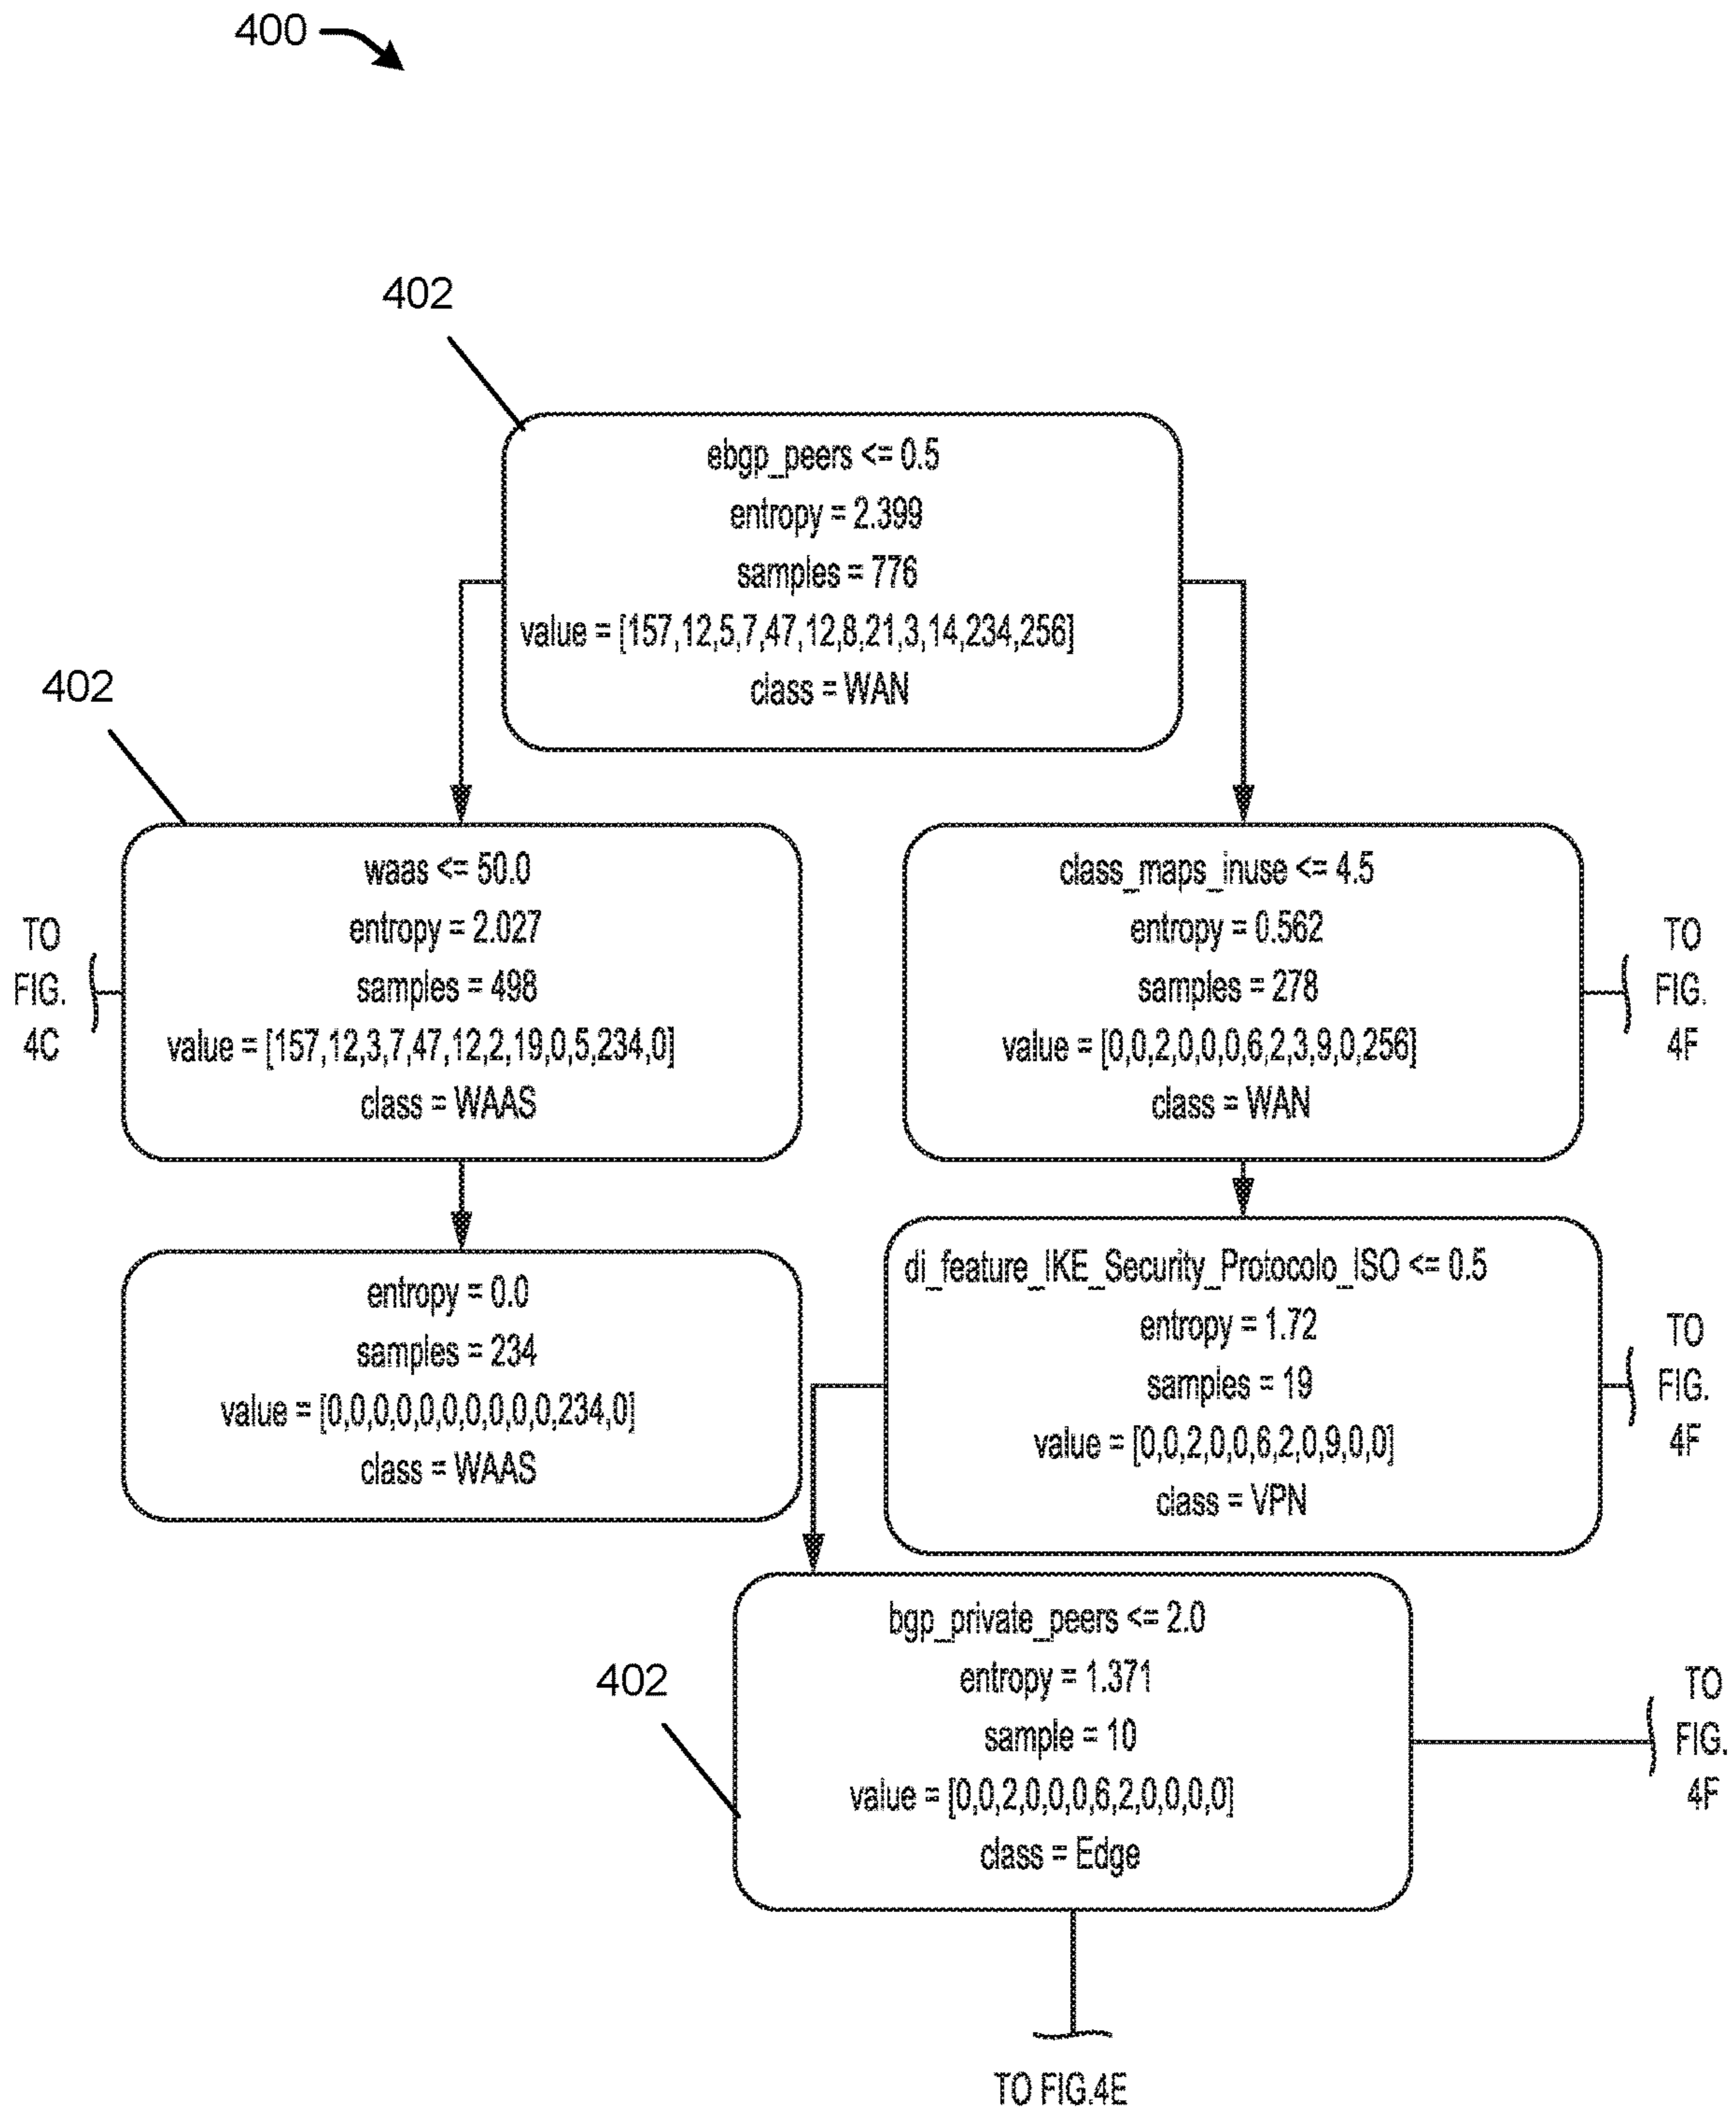 400
402
ebgp_peers <= 0.5
entropy = 2.399
samples = 776
value = [157,12,5,7,47,12,8,21,3,14,234,256]
class = WAN
402
waas <= 50.0
entropy = 2.027
samples = 498
value = [157,12,3,7,47,12,2,19,0,5,234,0]
class = WAAS
TO
FIG.
4C
class_maps_inuse <= 4.5
entropy = 0.562
samples = 278
value = [0,0,2,0,0,0,6,2,3,9,0,256]
class = WAN
TO
FIG.
4F
entropy = 0.0
samples = 234
value = [0,0,0,0,0,0,0,0,0,0,234,0]
class = WAAS
di_feature_IKE_Security_Protocolo_ISO <= 0.5
entropy = 1.72
samples = 19
value = [0,0,2,0,0,6,2,0,9,0,0]
class = VPN
TO
FIG.
4F
402
bgp_private_peers <= 2.0
entropy = 1.371
sample = 10
value = [0,0,2,0,0,0,6,2,0,0,0,0]
class = Edge
TO
FIG.
4F
TO FIG.4E